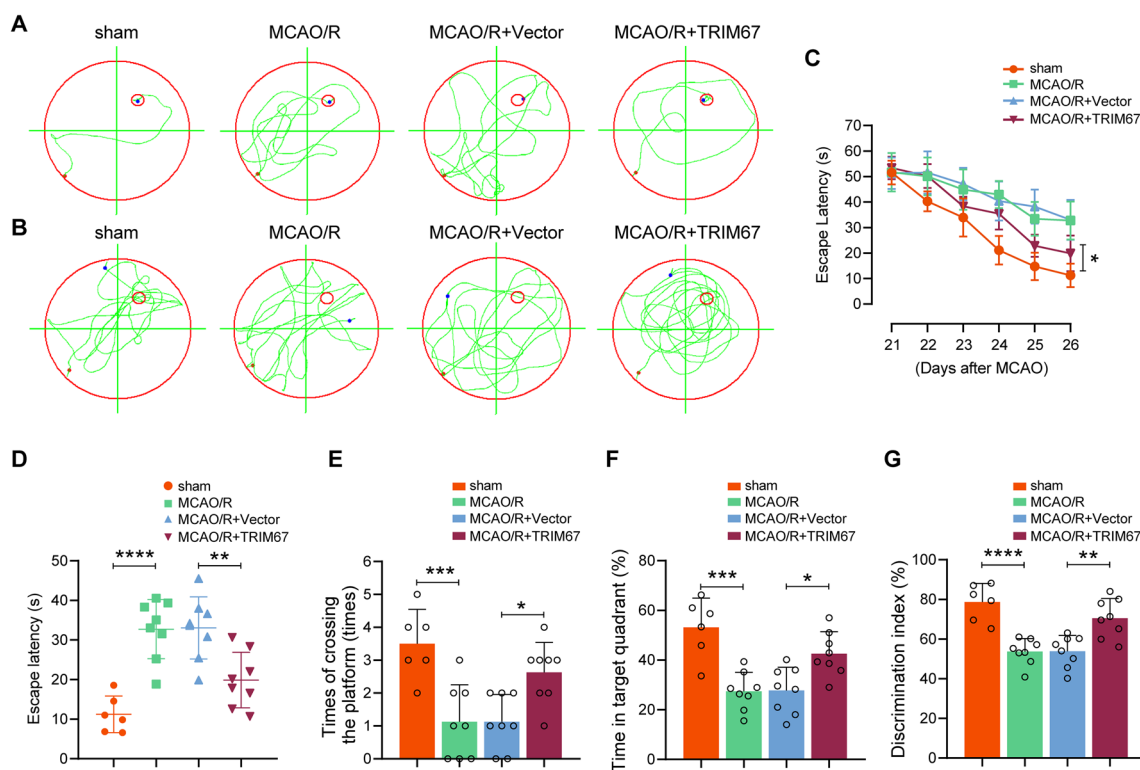 A
sham
MCAO/R
MCAO/R+Vector
MCAO/R+TRIM67
B
sham
MCAO/R
MCAO/R+Vector
MCAO/R+TRIM67
C
sham
MCAO/R
MCAO/R+Vector
MCAO/R+TRIM67
Escape Latency (s)
70
60
50
40
30
20
10
0
*
21 22 23 24 25 26
(Days after MCAO)
D
sham
MCAO/R
MCAO/R+Vector
MCAO/R+TRIM67
Escape latency (s)
50
40
30
20
10
0
**** **
E
sham
MCAO/R
MCAO/R+Vector
MCAO/R+TRIM67
Times of crossing
the platform (times)
6
5
4
3
2
1
0
*** *
F
sham
MCAO/R
MCAO/R+Vector
MCAO/R+TRIM67
Time in target quadrant (%)
80
60
40
20
0
*** *
G
sham
MCAO/R
MCAO/R+Vector
MCAO/R+TRIM67
Discrimination index (%)
100
80
60
40
20
0
**** **